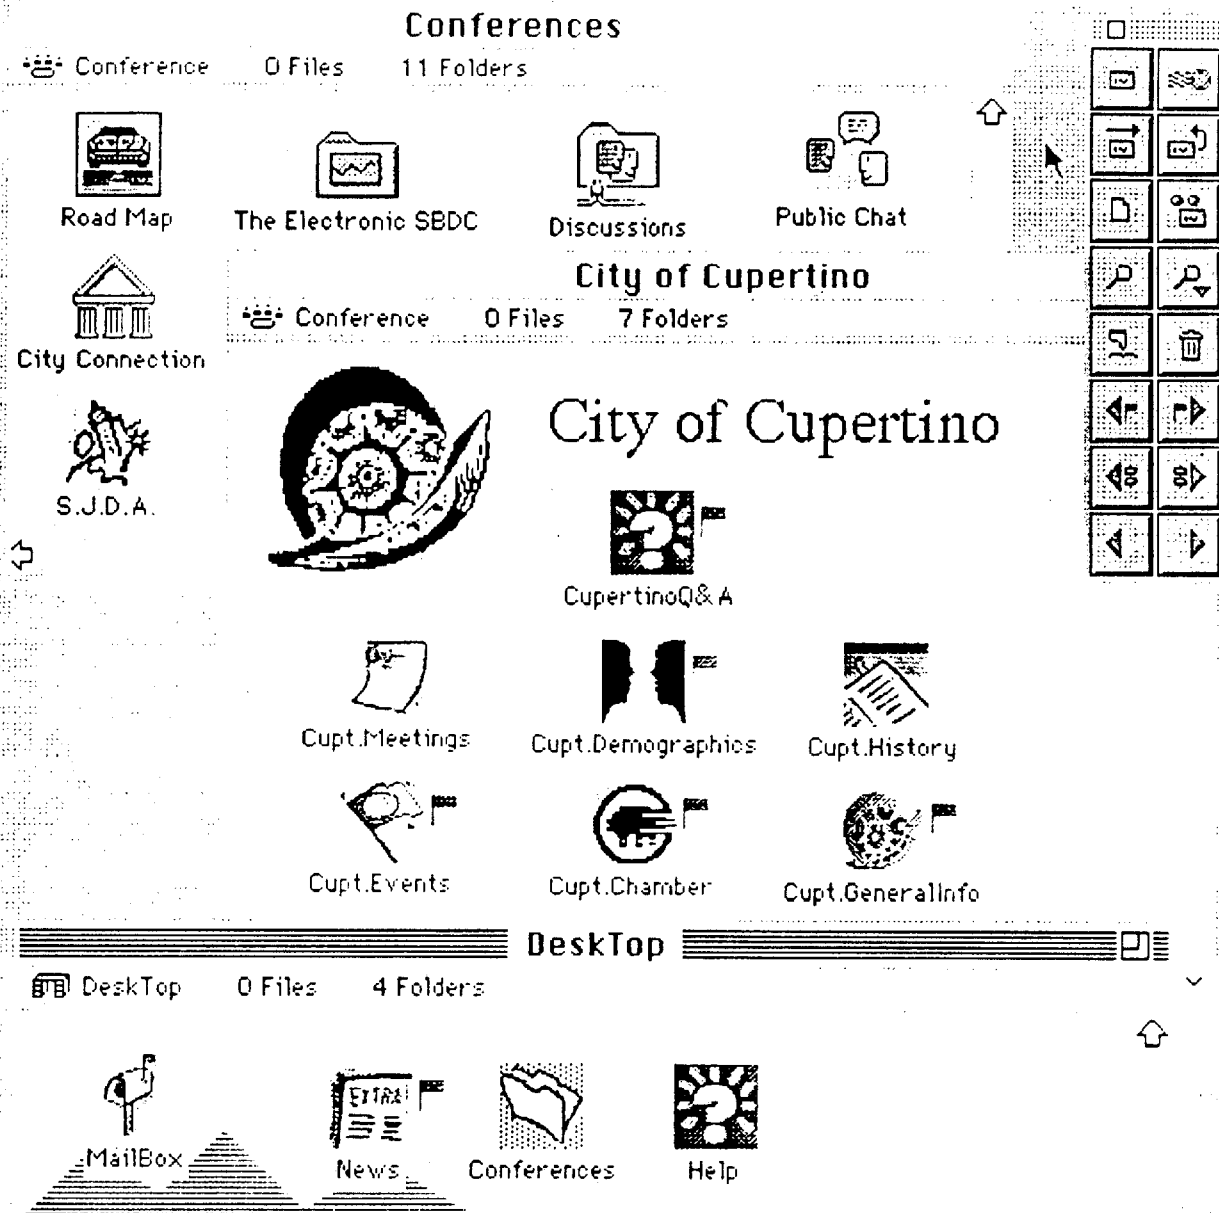 Conferences
Conference 0 Files 11 Folders
Road Map
The Electronic SBDC
Discussions
Public Chat
City Connection
S.J.D.A.
City of Cupertino
Conference 0 Files 7 Folders
City of Cupertino
CupertinoQ&A
Cupt.Meetings
Cupt.Demographics
Cupt.History
Cupt.Events
Cupt.Chamber
Cupt.GeneralInfo
DeskTop
DeskTop 0 Files 4 Folders
EXTRA!
MailBox
News
Conferences
Help